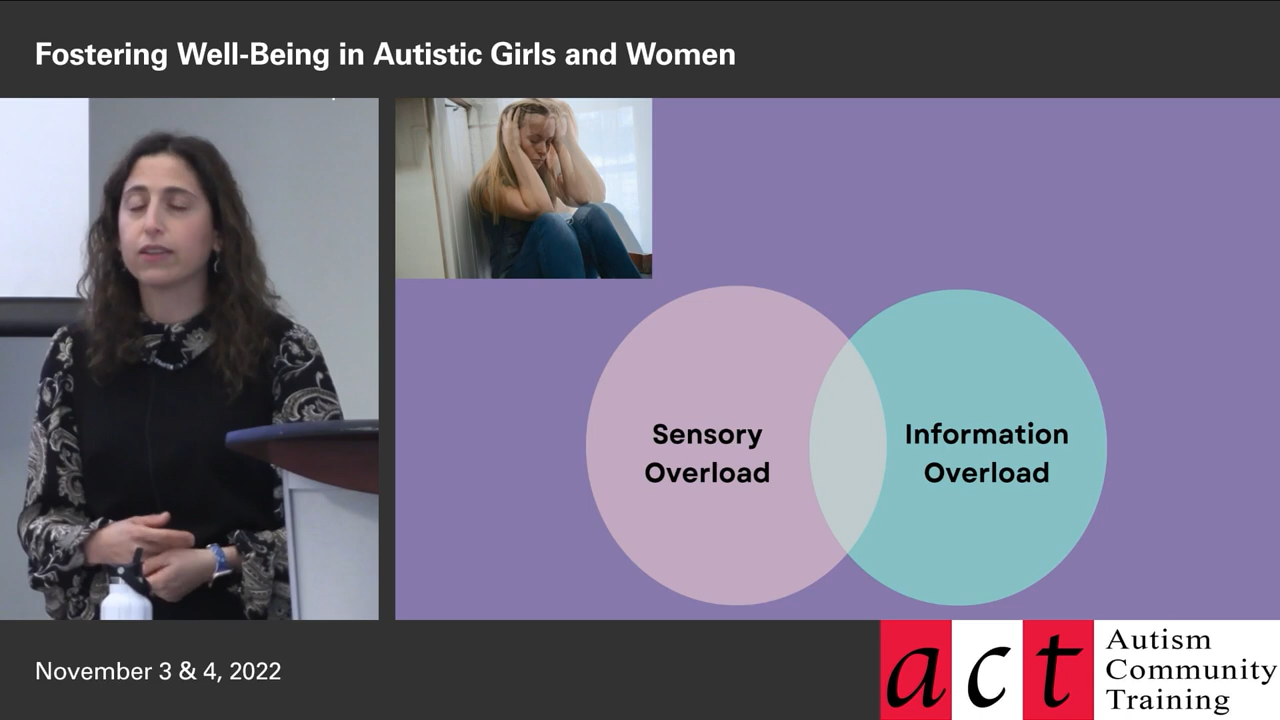 Fostering Well-Being in Autistic Girls and Women
Sensory
Overload
Information
Overload
November 3 & 4, 2022
act
Autism
Community
Training